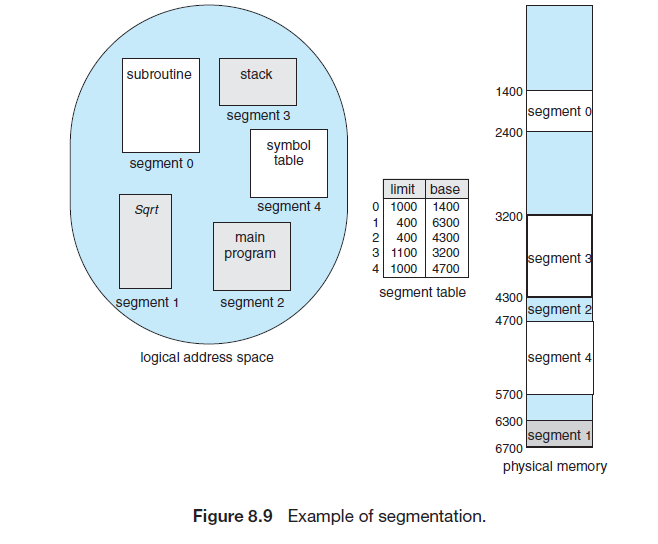 subroutine
stack
segment 3
symbol
table
segment 0
segment 4
Sqrt
main
program
segment 1
segment 2
logical address space
limit base
0 1000 1400
1 400 6300
2 400 4300
3 1100 3200
4 1000 4700
segment table
1400
segment 0
2400
3200
segment 3
4300
segment 2
4700
segment 4
5700
6300
segment 1
6700
physical memory
Figure 8.9 Example of segmentation.